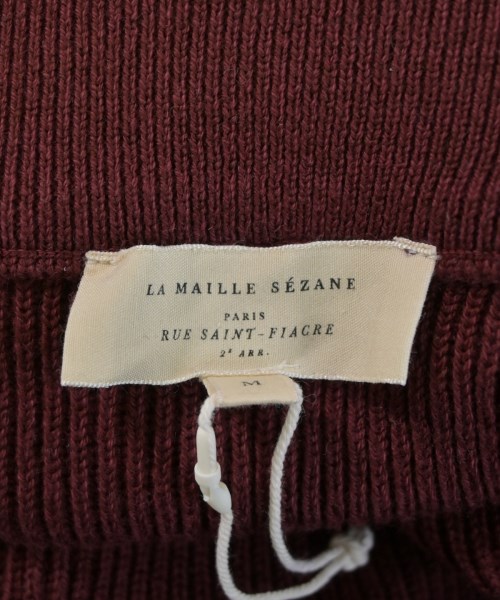 LA MAILLE SÉZANE
PARIS
RUE SAINT-FIACRE
2ᵉ ARR.
M